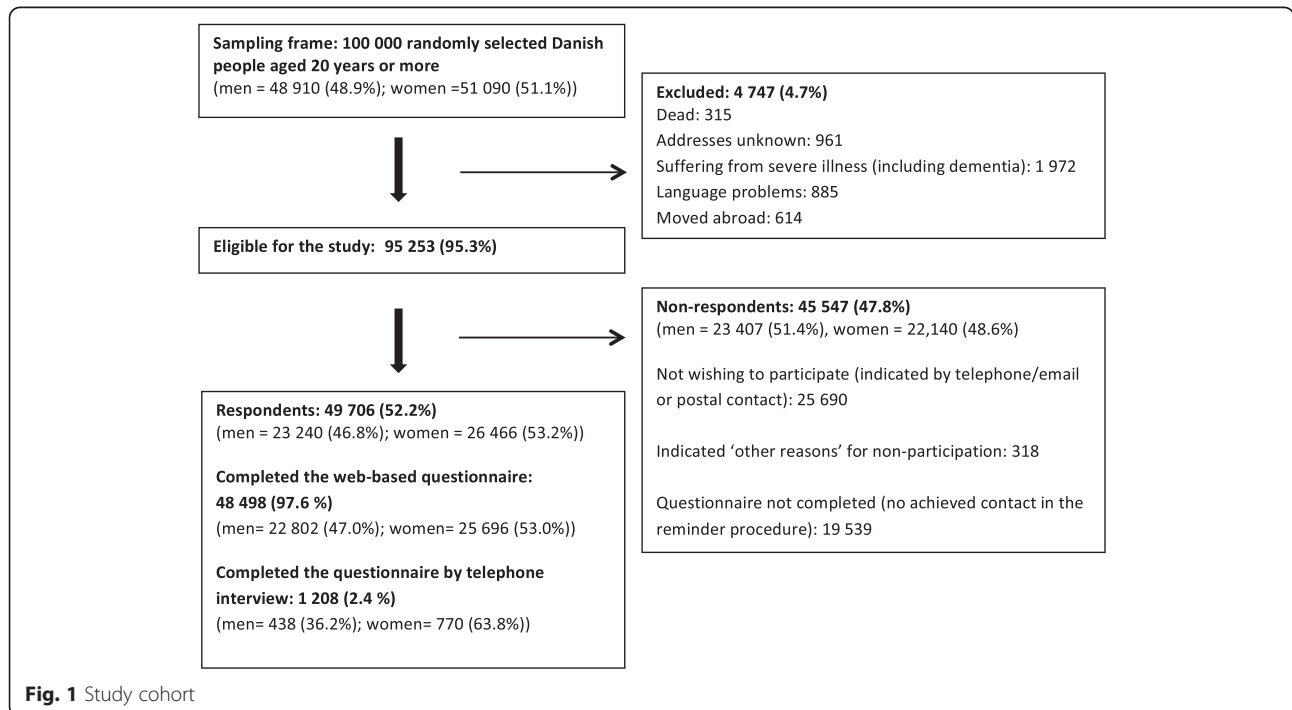 Sampling frame: 100 000 randomly selected Danish
people aged 20 years or more
(men = 48 910 (48.9%); women =51 090 (51.1%))
Excluded: 4 747 (4.7%)
Dead: 315
Addresses unknown: 961
Suffering from severe illness (including dementia): 1 972
Language problems: 885
Moved abroad: 614
Eligible for the study:  95 253 (95.3%)
Non-respondents: 45 547 (47.8%)
(men = 23 407 (51.4%), women = 22,140 (48.6%)
Not wishing to participate (indicated by telephone/email
or postal contact): 25 690
Indicated ‘other reasons’ for non-participation: 318
Questionnaire not completed (no achieved contact in the
reminder procedure): 19 539
Respondents: 49 706 (52.2%)
(men = 23 240 (46.8%); women = 26 466 (53.2%))
Completed the web-based questionnaire:
48 498 (97.6 %)
(men= 22 802 (47.0%); women= 25 696 (53.0%))
Completed the questionnaire by telephone
interview: 1 208 (2.4 %)
(men= 438 (36.2%); women= 770 (63.8%))
Fig. 1 Study cohort